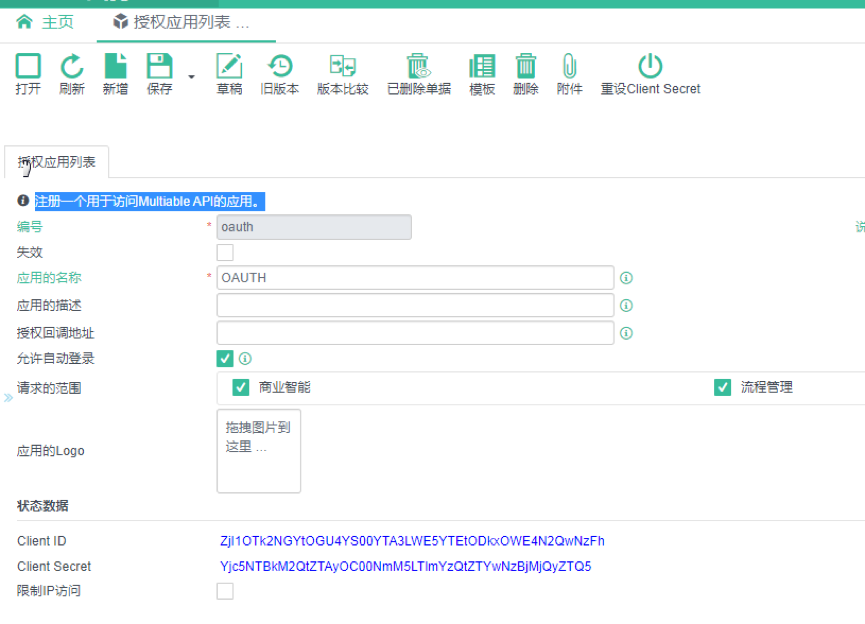 主页 授权应用列表 ...
打开 刷新 新增 保存 草稿 旧版本 版本比较 已删除单据 模板 删除 附件 重设Client Secret
授权应用列表
注册一个用于访问Multiable API的应用。
编号 * oauth 说
失效
应用的名称 * OAUTH
应用的描述
授权回调地址
允许自动登录
请求的范围 商业智能 流程管理
应用的Logo 拖拽图片到
这里 ...
状态数据
Client ID ZjI1OTk2NGYtOGU4YS00YTA3LWE5YTEtODkxOWE4N2QwNzFh
Client Secret Yjc5NTBkM2QtZTAyOC00NmM5LTlmYzQtZTYwNzBjMjQyZTQ5
限制IP访问